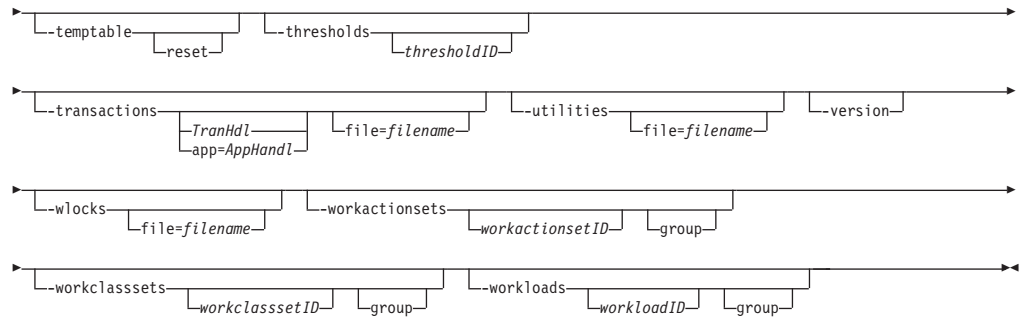 -temptable -thresholds
reset thresholdID
-transactions -utilities -version
TranHdl file=filename file=filename
app=AppHandl
-wlocks -workactionsets
file=filename workactionsetID group
-workclasssets -workloads
workclasssetID group workloadID group